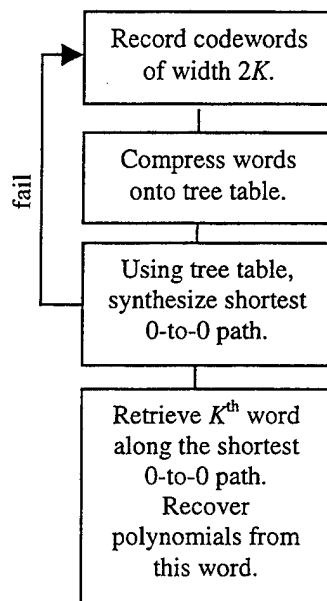 Record codewords
of width 2K.
Compress words
onto tree table.
fail
Using tree table,
synthesize shortest
0-to-0 path.
Retrieve Kth word
along the shortest
0-to-0 path.
Recover
polynomials from
this word.